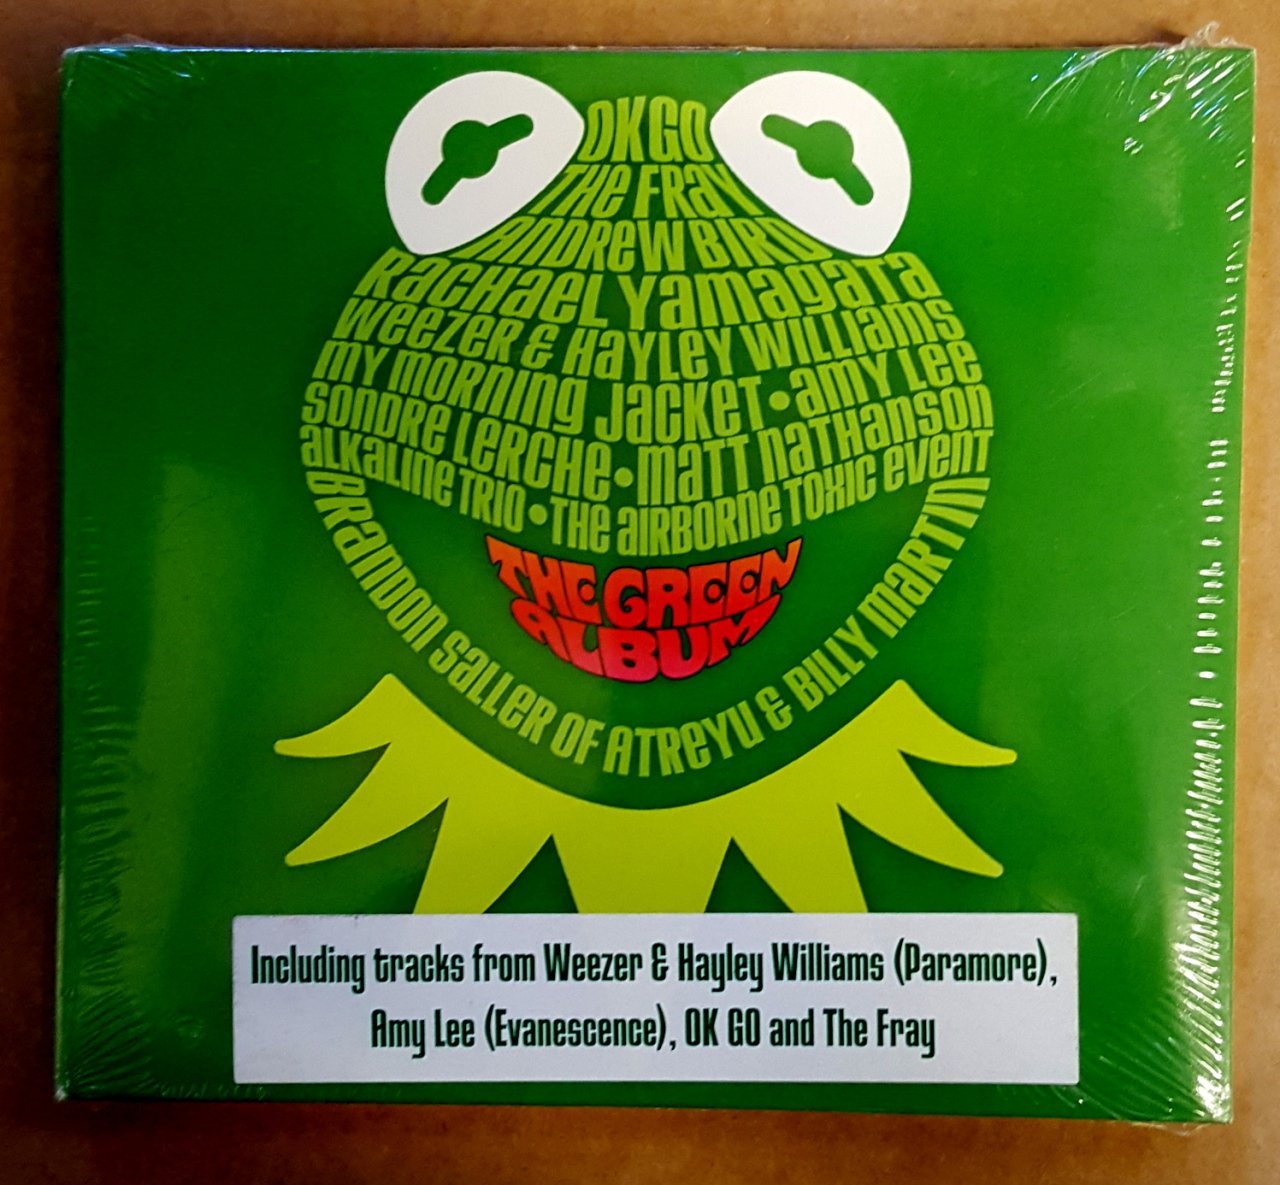 OK GO
THE FRaY
ANDREW BIRD
RacHaeL Yamagata
WeeZER & HaYLeY WILLiams
MY MORNiNg JacKeT • aMY Lee
SONDRe LeRCHe • maTT NaTHaNsoN
aLKaLiNe TRIO • THe aiRBORNe TOXiC eveNT
BRaNDON SaLLeR OF ATReYU & BiLLY maRTiN
THE GREEN
ALBUM
Including tracks from Weezer & Hayley Williams (Paramore),
Amy Lee (Evanescence), OK GO and The Fray